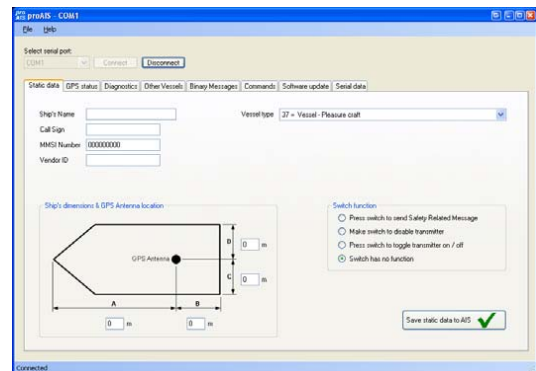 proAIS - COM1
File Help
Select serial port:
COM1 Connect Disconnect
Static data GPS status Diagnostics Other Vessels Binary Messages Commands Software update Serial data
Ship's Name Vessel type 37 = Vessel - Pleasure craft
Call Sign
MMSI Number 000000000
Vendor ID
Ship's dimensions & GPS Antenna location
Switch function
Press switch to send Safety Related Message
Make switch to disable transmitter
Press switch to toggle transmitter on / off
Switch has no function
D 0 m
GPS Antenna
C 0 m
A B
0 m 0 m
Save static data to AIS
Connected